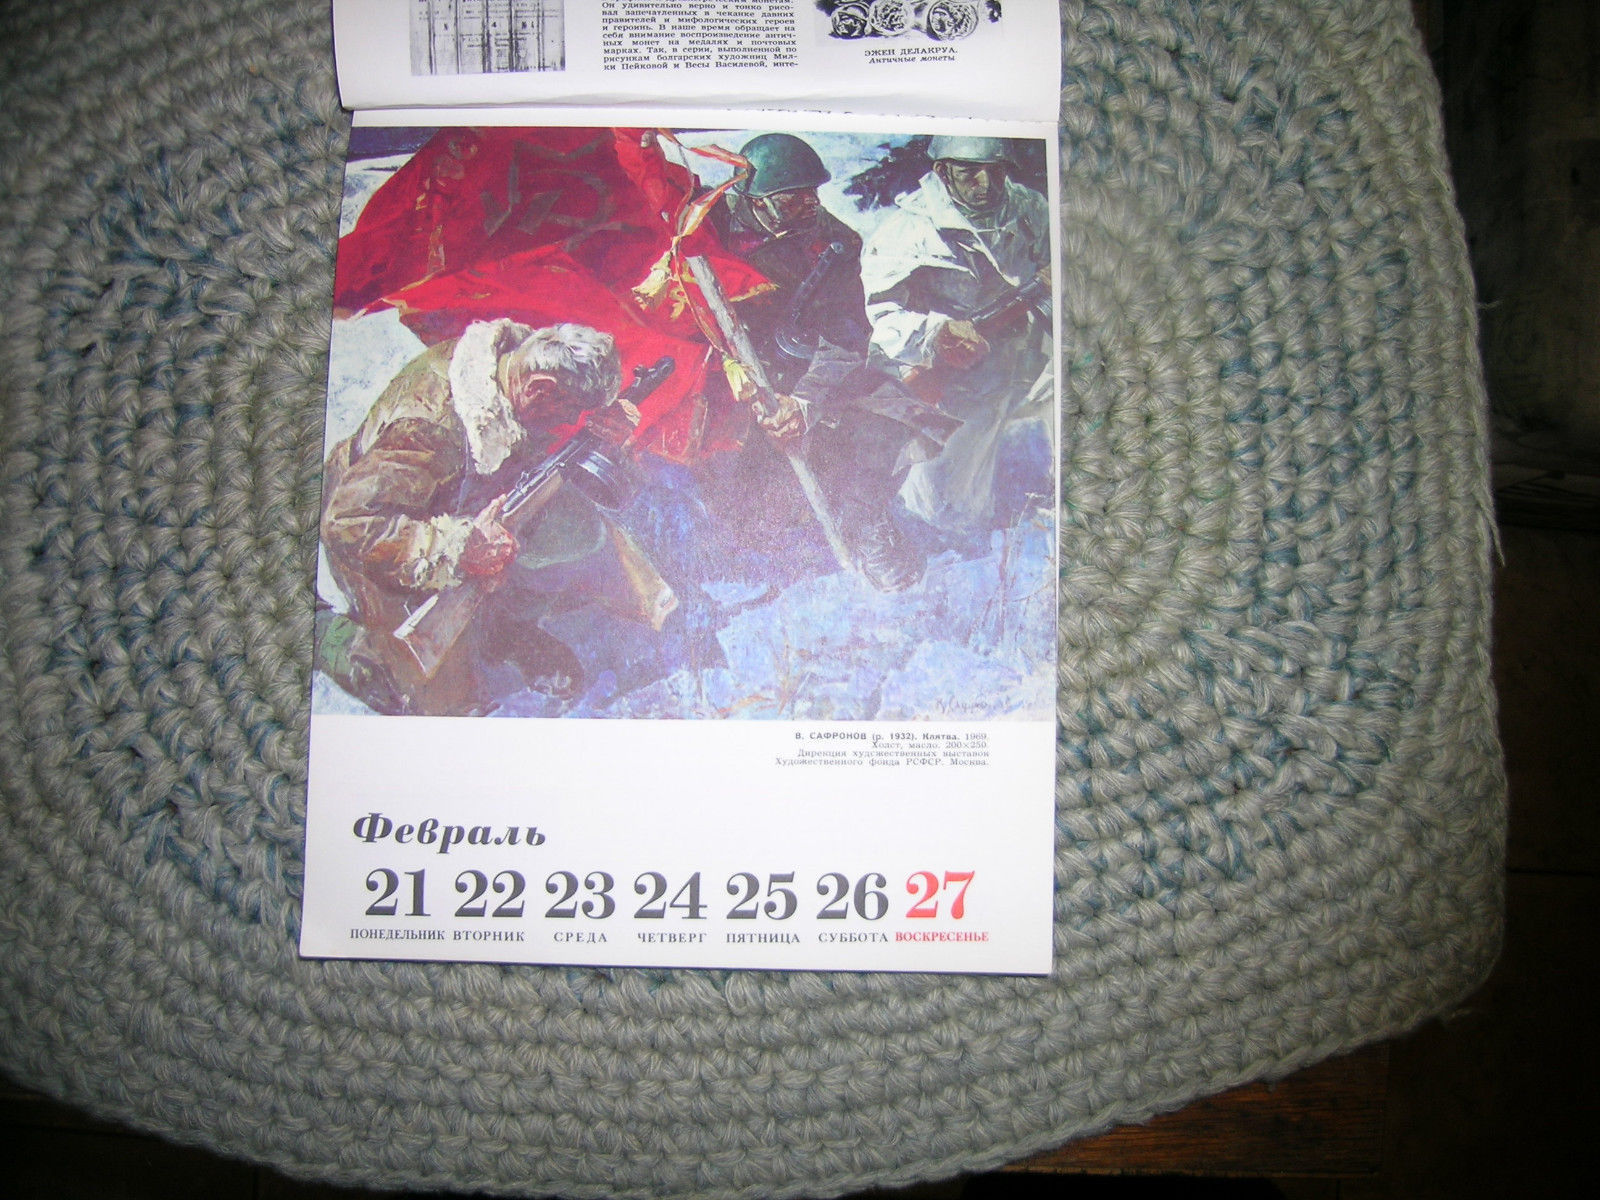 Он удивительно верно и тонко рисо-
вал запечатленных в чеканке давних
правителей и мифологических героев
и героинь. В наше время обращает на
себя внимание воспроизведение антич-
ных монет на медалях и почтовых
марках. Так, в серии, выполненной по
рисункам болгарских художниц Мил-
ки Пейковой и Весы Василевой, инте-
ЭЖЕН ДЕЛАКРУА.
Античные монеты
В. САФРОНОВ (р. 1932). Клятва. 1969.
Холст, масло. 200×250.
Дирекция художественных выставок
Художественного фонда РСФСР. Москва.
Февраль
21 22 23 24 25 26 27
ПОНЕДЕЛЬНИК ВТОРНИК СРЕДА ЧЕТВЕРГ ПЯТНИЦА СУББОТА ВОСКРЕСЕНЬЕ